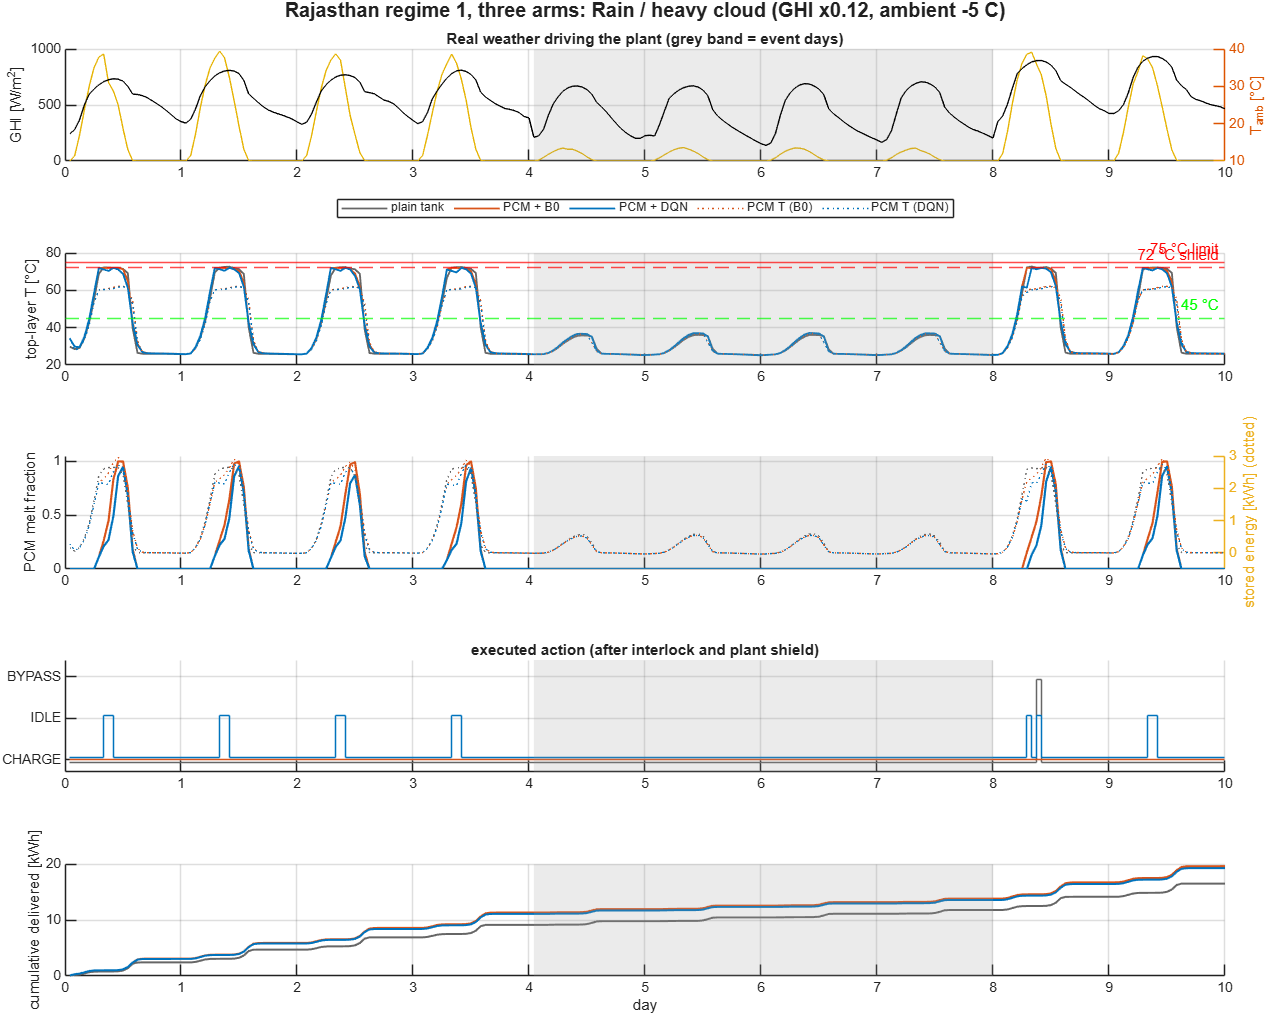 Rajasthan regime 1, three arms: Rain / heavy cloud (GHI x0.12, ambient -5 C)
Real weather driving the plant (grey band = event days)
GHI [W/m²]
1000
500
0
40
30
20
10
T_amb [°C]
0 1 2 3 4 5 6 7 8 9 10
plain tank PCM + B0 PCM + DQN PCM T (B0) PCM T (DQN)
top-layer T [°C]
80
60
40
20
75 °C limit
72 °C shield
45 °C
0 1 2 3 4 5 6 7 8 9 10
PCM melt fraction
1
0.5
0
3
2
1
0
stored energy [kWh] (dotted)
0 1 2 3 4 5 6 7 8 9 10
executed action (after interlock and plant shield)
BYPASS
IDLE
CHARGE
0 1 2 3 4 5 6 7 8 9 10
cumulative delivered [kWh]
20
10
0
0 1 2 3 4 5 6 7 8 9 10
day